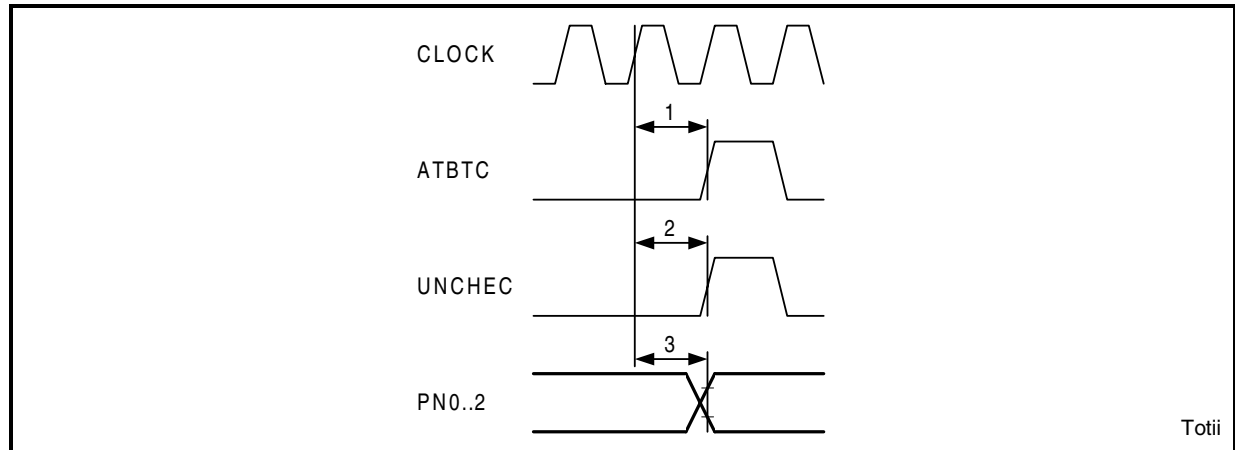 CLOCK
1
ATBTC
2
UNCHEC
3
PN0..2
Totii